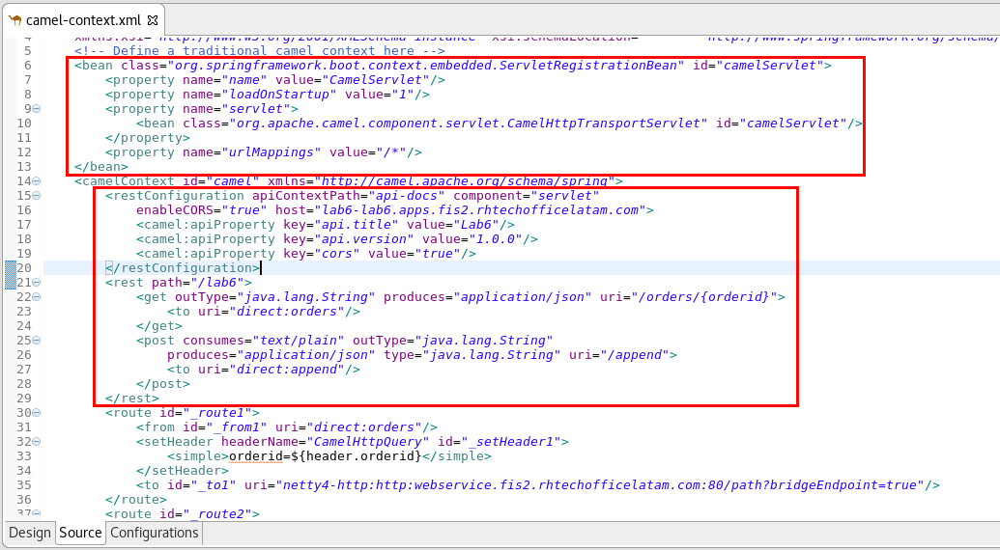 camel-context.xml
4 xmlns:xsi="http://www.w3.org/2001/XMLSchema-instance" xsi:schemaLocation=" http://www.springframework.org/schema/
5 <!-- Define a traditional camel context here -->
6 <bean class="org.springframework.boot.context.embedded.ServletRegistrationBean" id="camelServlet">
7 <property name="name" value="CamelServlet"/>
8 <property name="loadOnStartup" value="1"/>
9 <property name="servlet">
10 <bean class="org.apache.camel.component.servlet.CamelHttpTransportServlet" id="camelServlet"/>
11 </property>
12 <property name="urlMappings" value="/*"/>
13 </bean>
14 <camelContext id="camel" xmlns="http://camel.apache.org/schema/spring">
15 <restConfiguration apiContextPath="api-docs" component="servlet"
16 enableCORS="true" host="lab6-lab6.apps.fis2.rhtechofficelatam.com">
17 <camel:apiProperty key="api.title" value="Lab6"/>
18 <camel:apiProperty key="api.version" value="1.0.0"/>
19 <camel:apiProperty key="cors" value="true"/>
20 </restConfiguration>
21 <rest path="/lab6">
22 <get outType="java.lang.String" produces="application/json" uri="/orders/{orderid}">
23 <to uri="direct:orders"/>
24 </get>
25 <post consumes="text/plain" outType="java.lang.String"
26 produces="application/json" type="java.lang.String" uri="/append">
27 <to uri="direct:append"/>
28 </post>
29 </rest>
30 <route id="_route1">
31 <from id="_from1" uri="direct:orders"/>
32 <setHeader headerName="CamelHttpQuery" id="_setHeader1">
33 <simple>orderid=${header.orderid}</simple>
34 </setHeader>
35 <to id="_to1" uri="netty4-http:http:webservice.fis2.rhtechofficelatam.com:80/path?bridgeEndpoint=true"/>
36 </route>
37 <route id="_route2">
Design Source Configurations